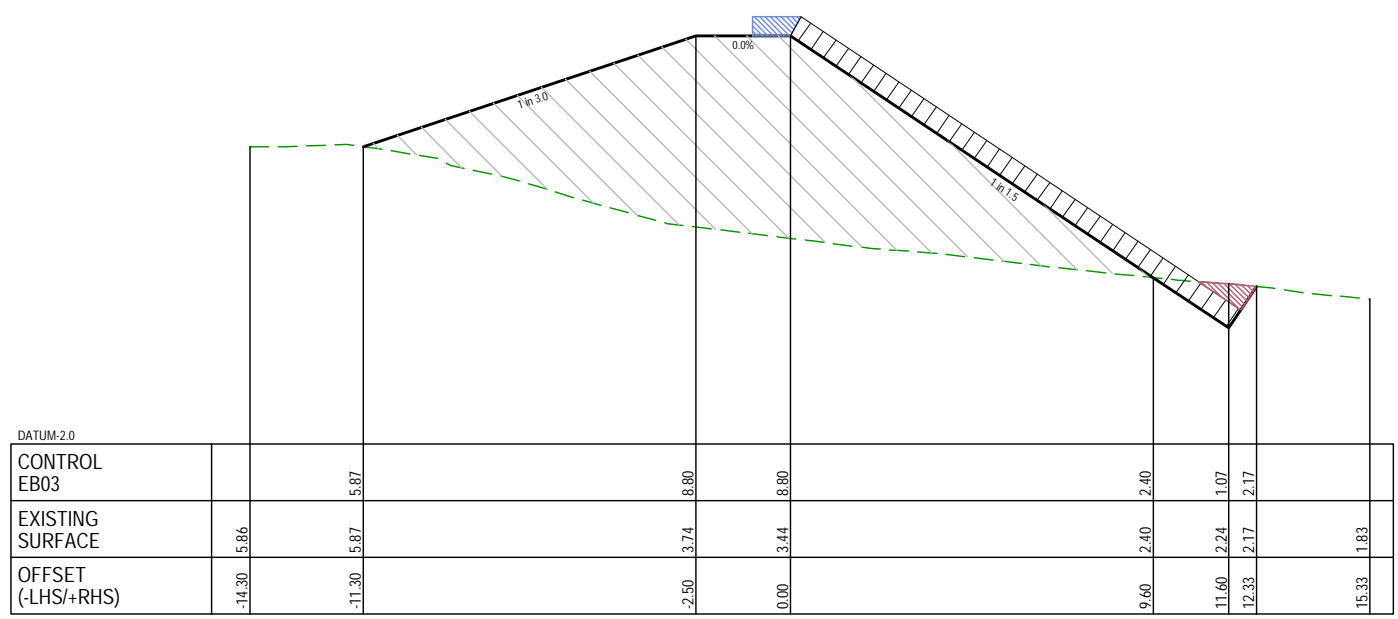 0.0%
1 in 3.0
1 in 1.5
DATUM-2.0
CONTROL
EB03
5.87
8.80
8.80
2.40
1.07
2.17
EXISTING
SURFACE
5.86
5.87
3.74
3.44
2.40
2.24
2.17
1.83
OFFSET
(-LHS/+RHS)
-14.30
-11.30
-2.50
0.00
9.60
11.60
12.33
15.33